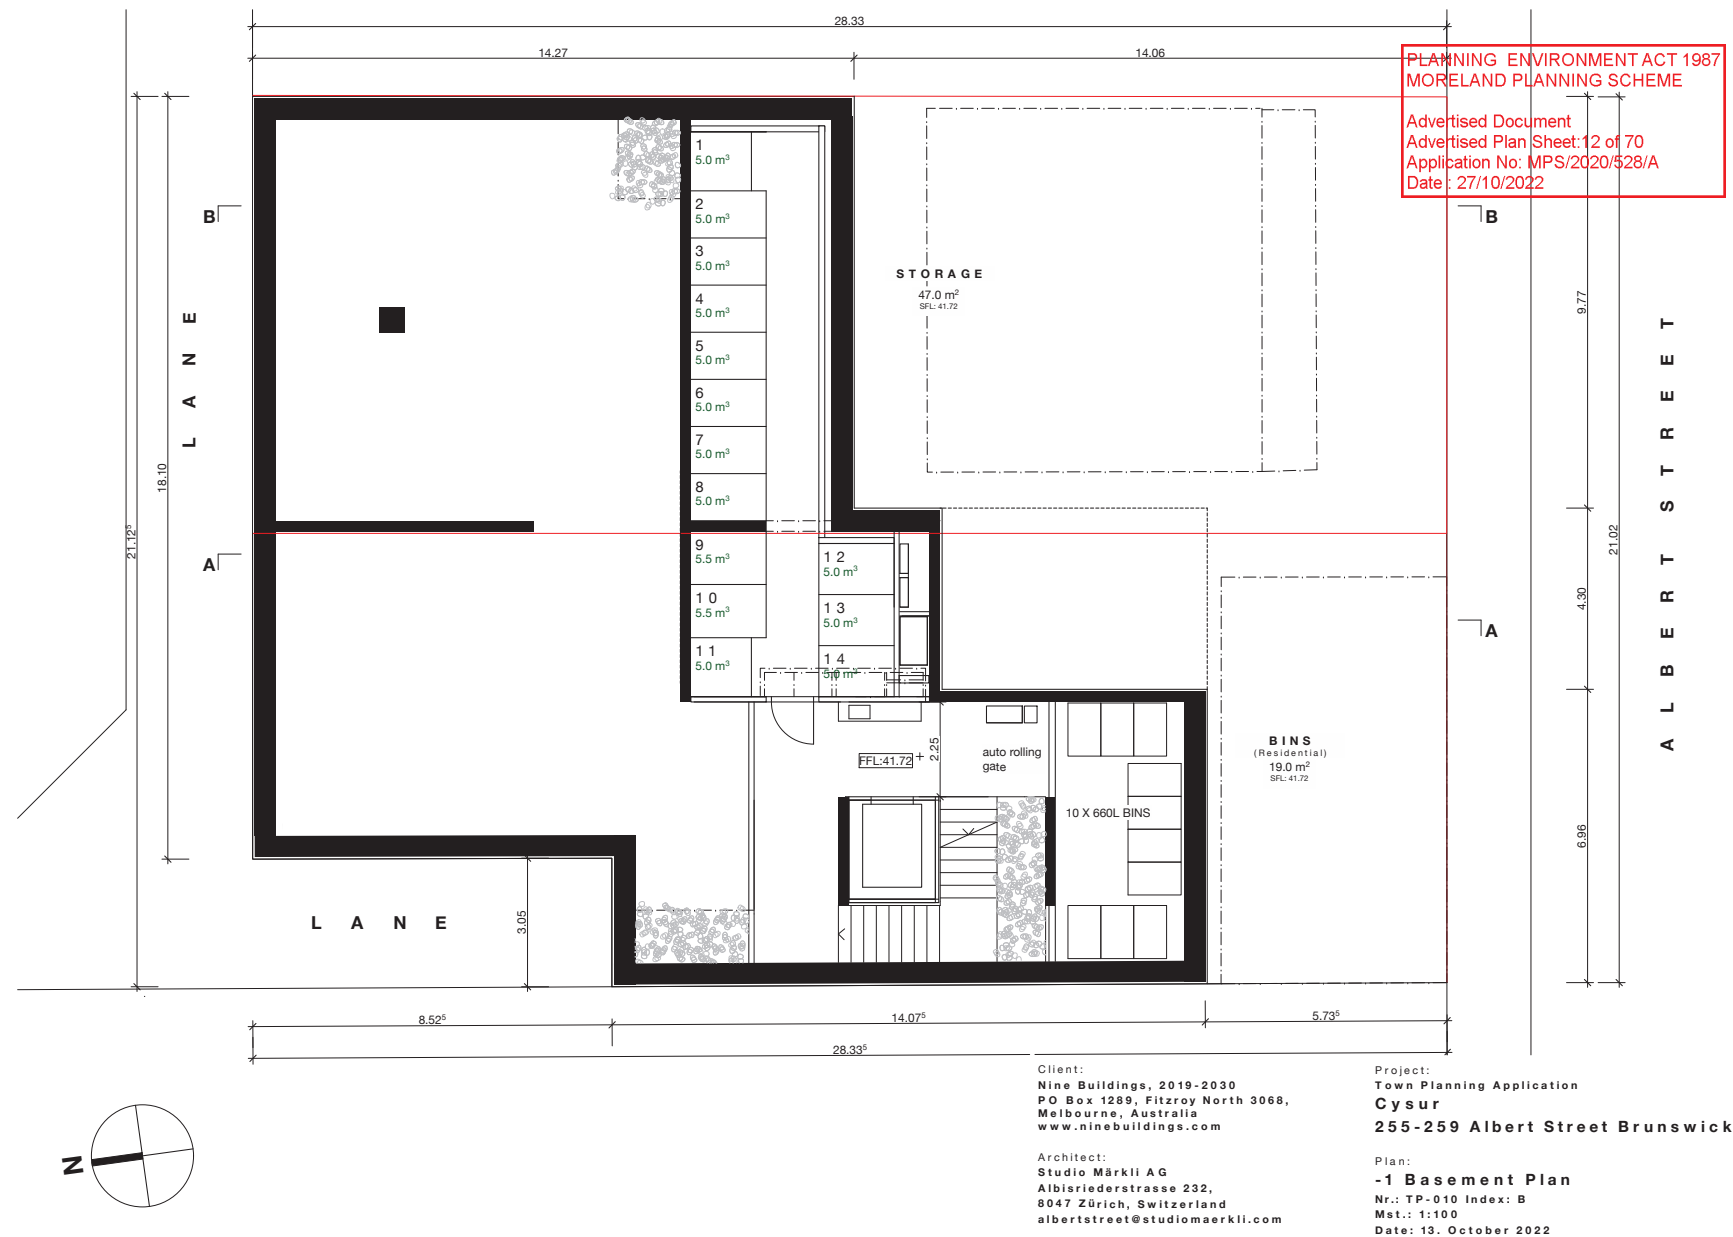 28.33
14.27
14.06
PLANNING ENVIRONMENT ACT 1987
MORELAND PLANNING SCHEME
Advertised Document
Advertised Plan Sheet:12 of 70
Application No: MPS/2020/528/A
Date : 27/10/2022
B
B
A
A
LANE
LANE
18.10
21.12⁵
3.05
1
5.0 m³
2
5.0 m³
3
5.0 m³
4
5.0 m³
5
5.0 m³
6
5.0 m³
7
5.0 m³
8
5.0 m³
9
5.5 m³
10
5.5 m³
11
5.0 m³
12
5.0 m³
13
5.0 m³
14
5.0 m³
STORAGE
47.0 m²
SFL: 41.72
9.77
4.30
6.96
21.02
ALBERT STREET
FFL:41.72
2.25
auto rolling
gate
10 X 660L BINS
BINS
(Residential)
19.0 m²
SFL: 41.72
8.52⁵
14.07⁵
5.73⁵
28.33⁵
N
Client:
Nine Buildings, 2019-2030
PO Box 1289, Fitzroy North 3068,
Melbourne, Australia
www.ninebuildings.com
Architect:
Studio Märkli AG
Albisriederstrasse 232,
8047 Zürich, Switzerland
albertstreet@studiomaerkli.com
Project:
Town Planning Application
Cysur
255-259 Albert Street Brunswick
Plan:
-1 Basement Plan
Nr.: TP-010 Index: B
Mst.: 1:100
Date: 13. October 2022